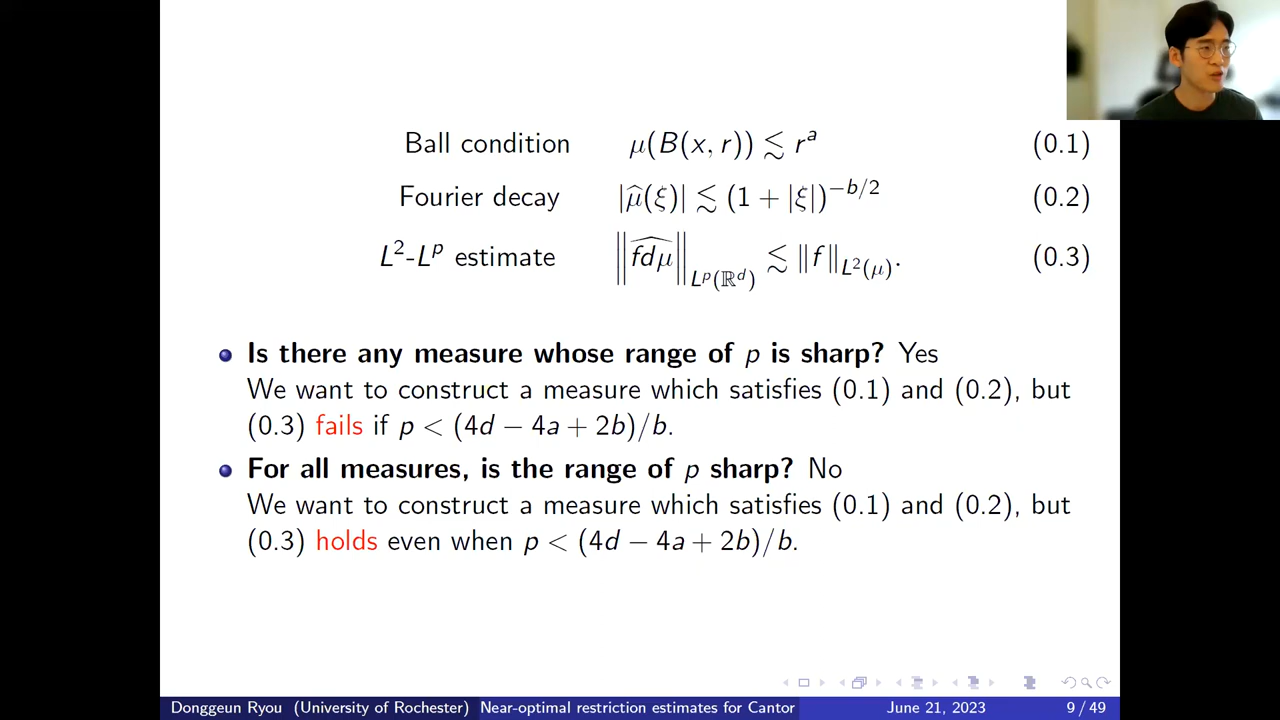 Ball condition μ(B(x, r)) ≲ r^a (0.1)
Fourier decay |μ̂(ξ)| ≲ (1 + |ξ|)^{−b/2} (0.2)
L²-L^p estimate ‖\widehat{fdμ}‖_{L^p(ℝ^d)} ≲ ‖f‖_{L²(μ)}. (0.3)
Is there any measure whose range of p is sharp? Yes
We want to construct a measure which satisfies (0.1) and (0.2), but
(0.3) fails if p < (4d − 4a + 2b)/b.
For all measures, is the range of p sharp? No
We want to construct a measure which satisfies (0.1) and (0.2), but
(0.3) holds even when p < (4d − 4a + 2b)/b.
Donggeun Ryou (University of Rochester) Near-optimal restriction estimates for Cantor June 21, 2023 9 / 49